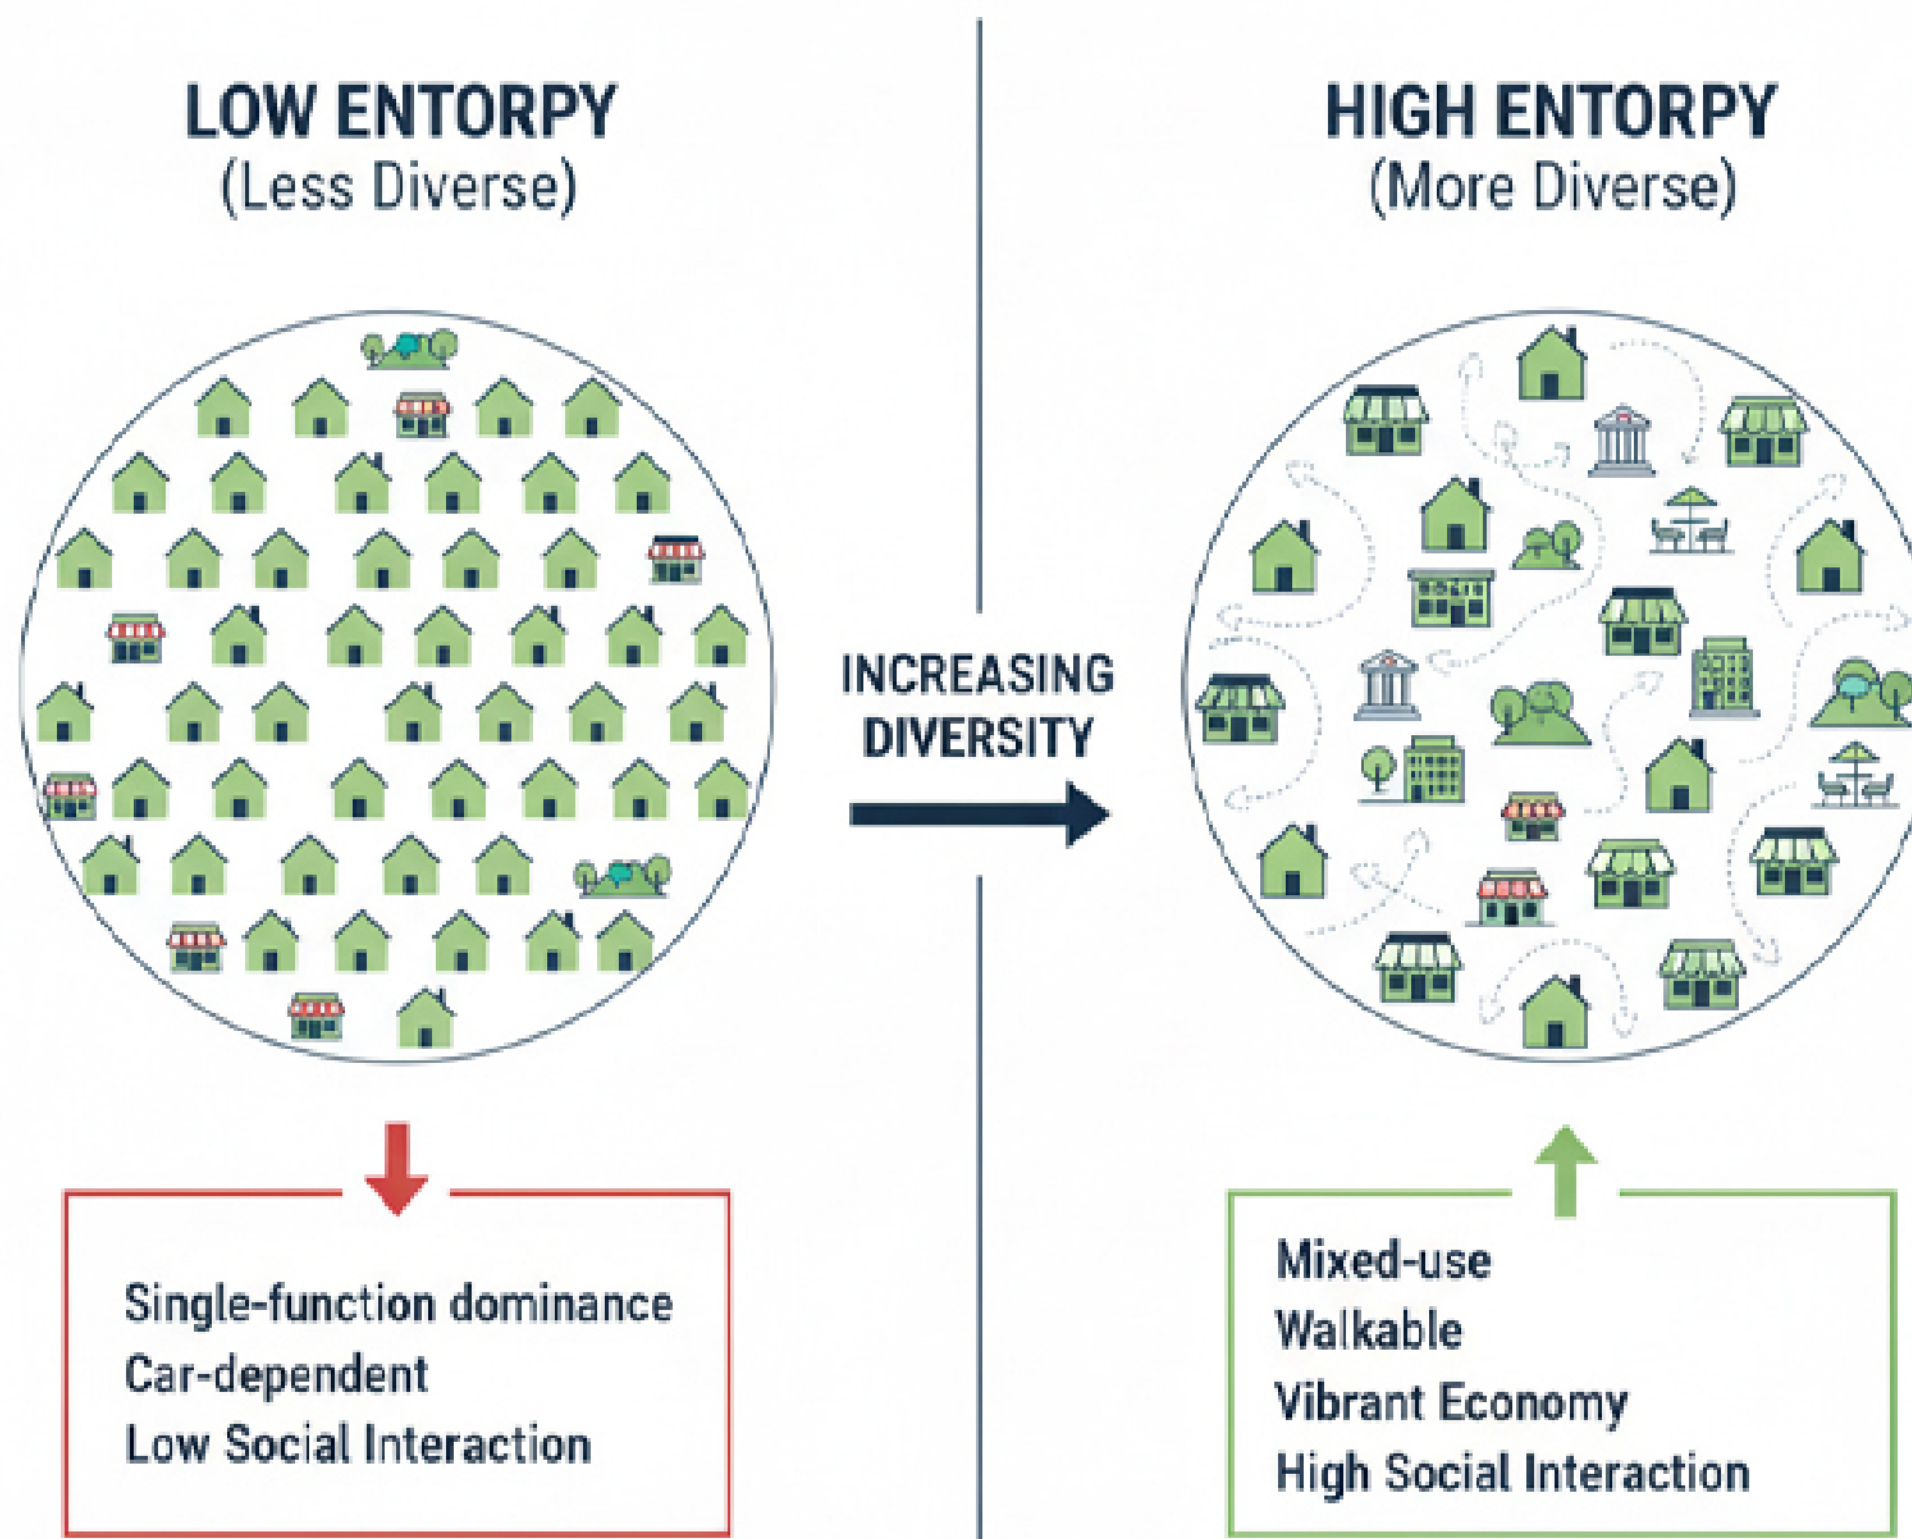 LOW ENTORPY
(Less Diverse)
HIGH ENTORPY
(More Diverse)
INCREASING
DIVERSITY
Single-function dominance
Car-dependent
Low Social Interaction
Mixed-use
Walkable
Vibrant Economy
High Social Interaction